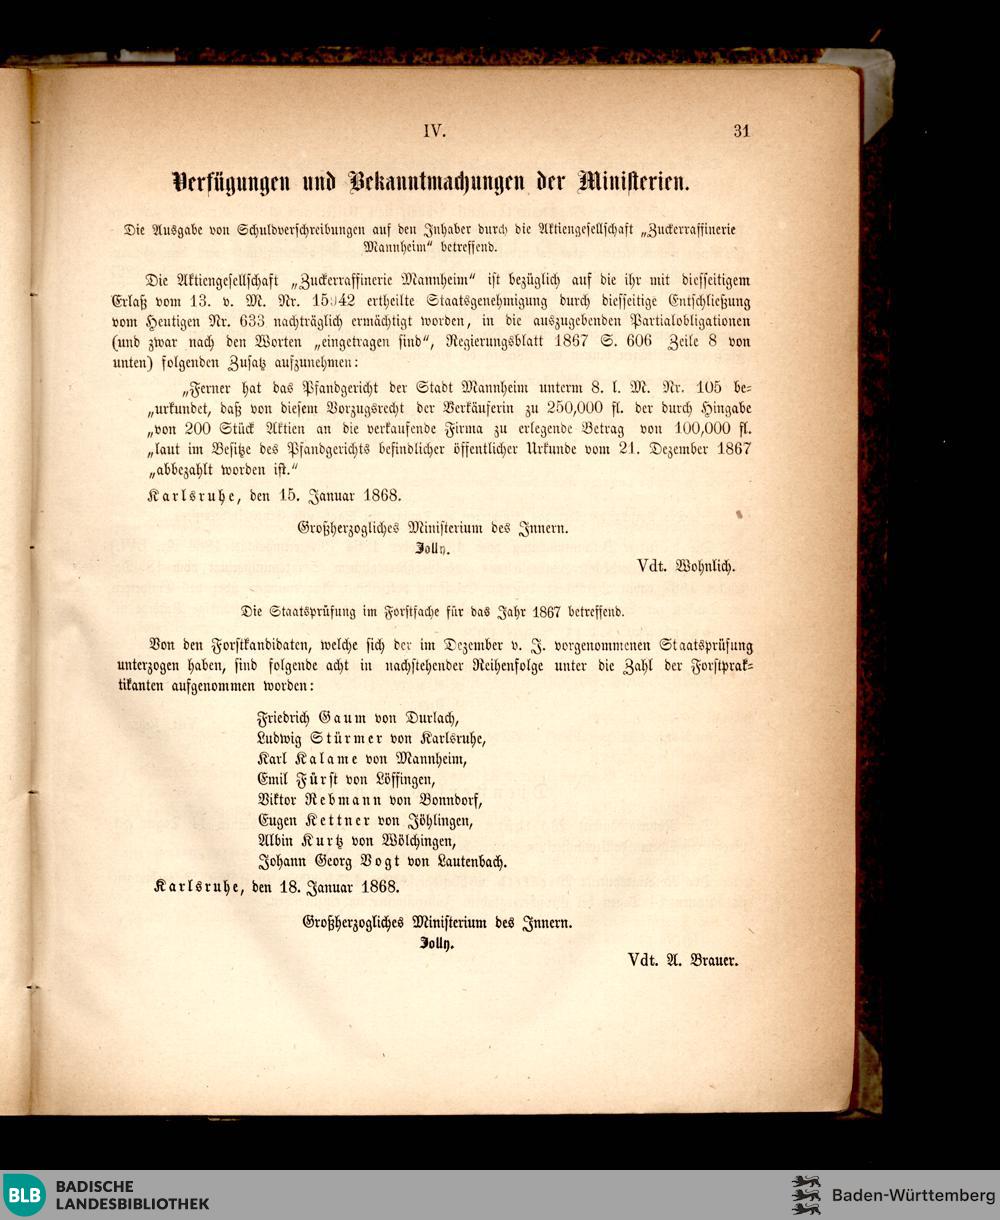 IV.
31
Verfügungen und Bekanntmachungen der Ministerien.
Die Ausgabe von Schuldverschreibungen auf den Inhaber durch die Aktiengesellschaft „Zuckerraffinerie
Mannheim“ betreffend.
Die Aktiengesellschaft „Zuckerraffinerie Mannheim“ ist bezüglich auf die ihr mit diesseitigem
Erlaß vom 13. v. M. Nr. 15942 ertheilte Staatsgenehmigung durch diesseitige Entschließung
vom Heutigen Nr. 633 nachträglich ermächtigt worden, in die auszugebenden Partialobligationen
(und zwar nach den Worten „eingetragen sind“, Regierungsblatt 1867 S. 606 Zeile 8 von
unten) folgenden Zusatz aufzunehmen:
„Ferner hat das Pfandgericht der Stadt Mannheim unterm 8. l. M. Nr. 105 be-
„urkundet, daß von diesem Vorzugsrecht der Verkäuferin zu 250,000 fl. der durch Hingabe
„von 200 Stück Aktien an die verkaufende Firma zu erlegende Betrag von 100,000 fl.
„laut im Besitze des Pfandgerichts befindlicher öffentlicher Urkunde vom 21. Dezember 1867
„abbezahlt worden ist.“
Karlsruhe, den 15. Januar 1868.
Großherzogliches Ministerium des Innern.
Jolly.
Vdt. Wohnlich.
Die Staatsprüfung im Forstfache für das Jahr 1867 betreffend.
Von den Forstkandidaten, welche sich der im Dezember v. J. vorgenommenen Staatsprüfung
unterzogen haben, sind folgende acht in nachstehender Reihenfolge unter die Zahl der Forstprak-
tikanten aufgenommen worden:
Friedrich Gaum von Durlach,
Ludwig Stürmer von Karlsruhe,
Karl Kalame von Mannheim,
Emil Fürst von Löffingen,
Viktor Rebmann von Bonndorf,
Eugen Kettner von Jöhlingen,
Albin Kurtz von Wölchingen,
Johann Georg Vogt von Lautenbach.
Karlsruhe, den 18. Januar 1868.
Großherzogliches Ministerium des Innern.
Jolly.
Vdt. A. Brauer.
BLB
BADISCHE
LANDESBIBLIOTHEK
Baden-Württemberg